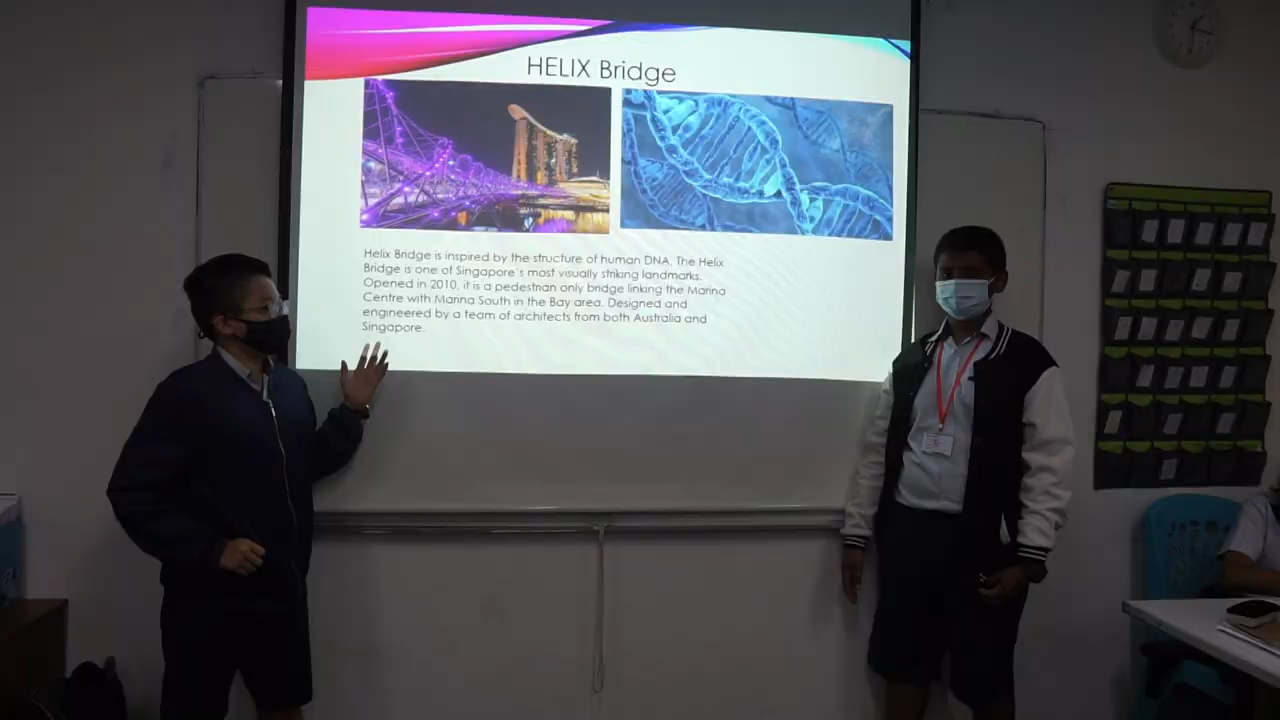 HELIX Bridge
Helix Bridge is inspired by the structure of human DNA. The Helix
Bridge is one of Singapore's most visually striking landmarks.
Opened in 2010, it is a pedestrian only bridge linking the Marina
Centre with Marina South in the Bay area. Designed and
engineered by a team of architects from both Australia and
Singapore.